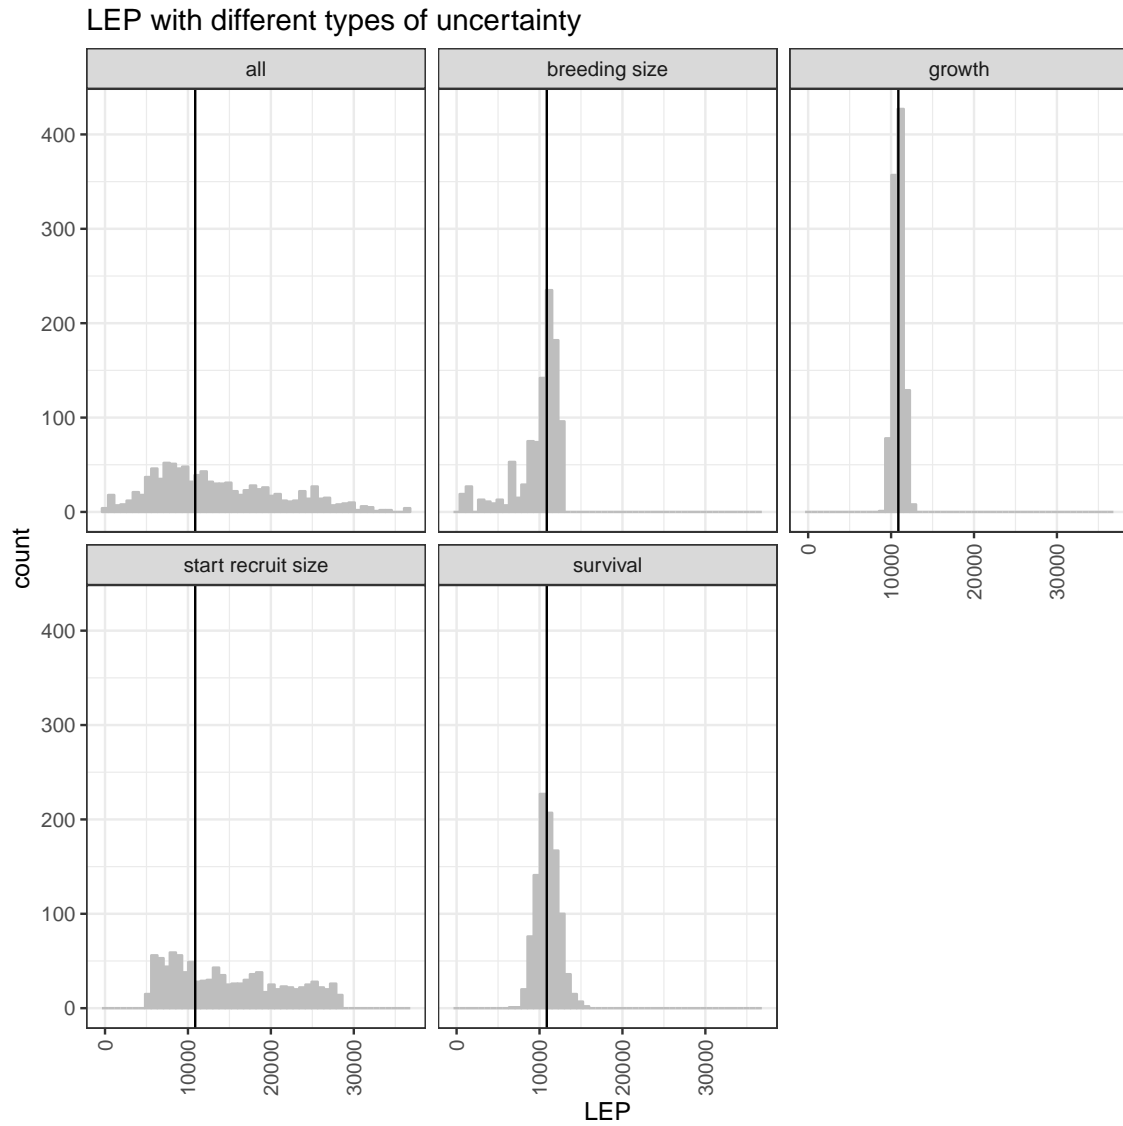 LEP with different types of uncertainty
all
breeding size
growth
400
300
200
100
0
0
10000
20000
30000
start recruit size
survival
400
300
200
100
0
0
10000
20000
30000
0
10000
20000
30000
count
LEP